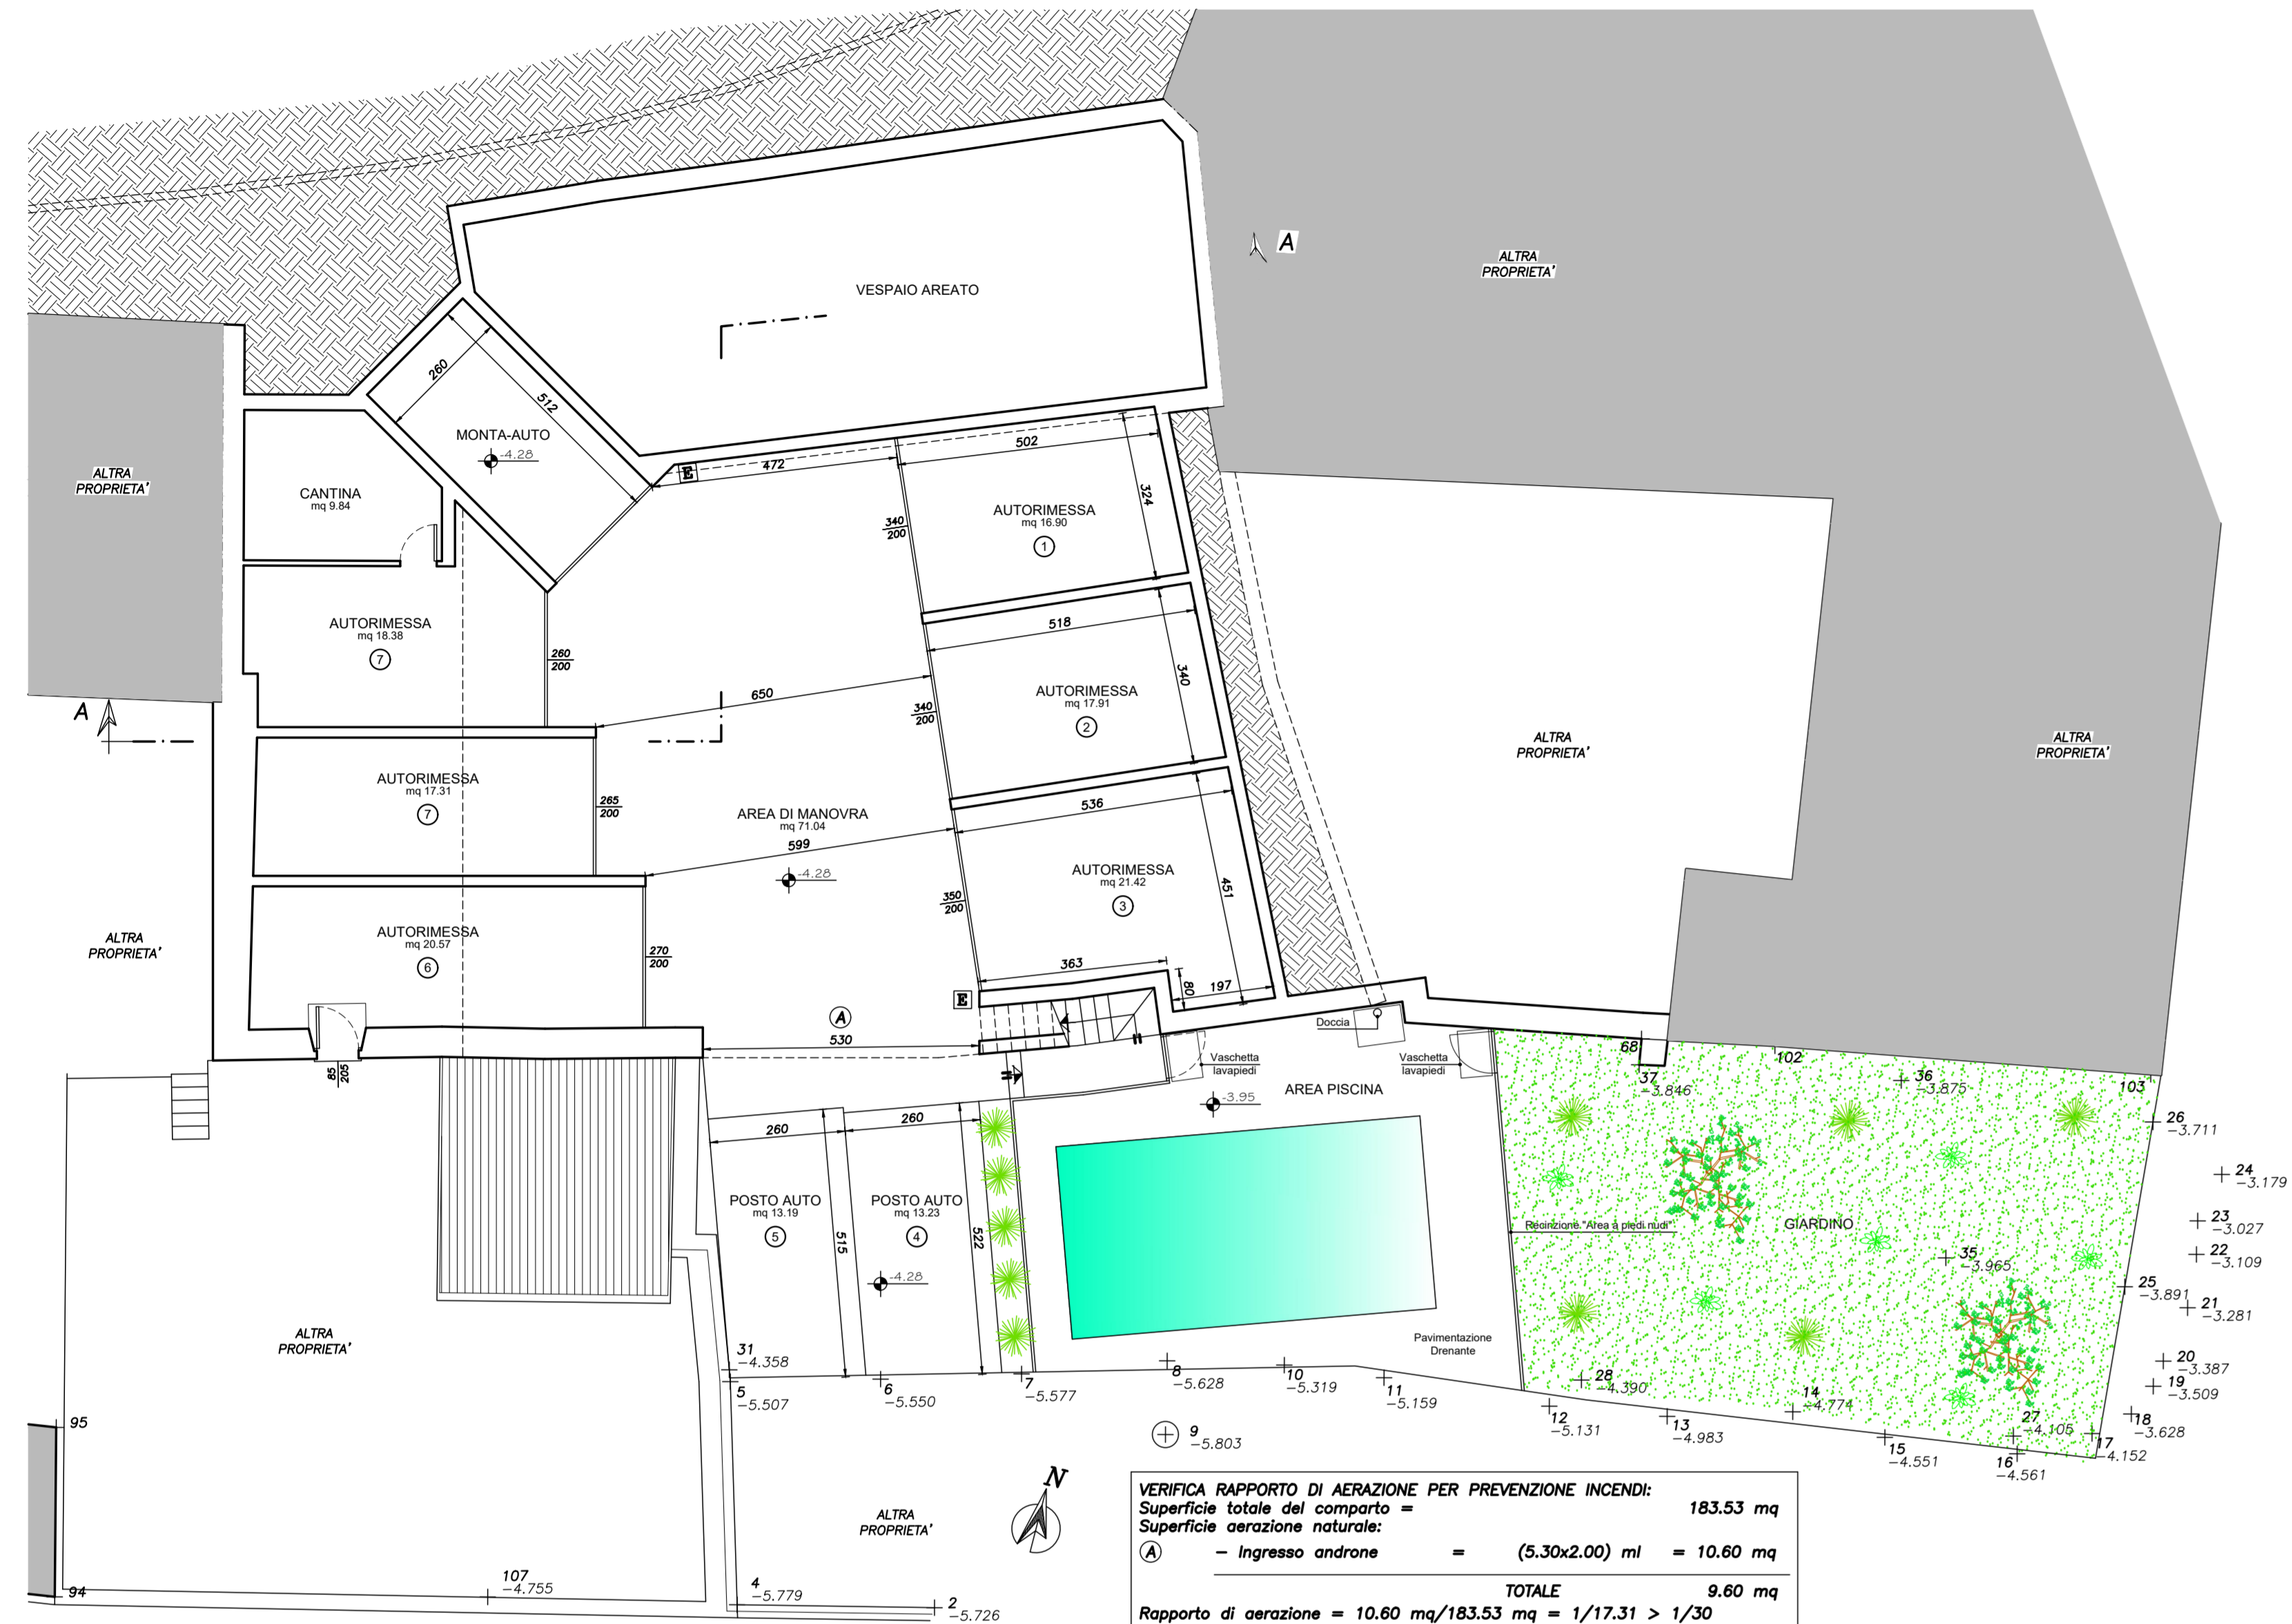 A
ALTRA
PROPRIETA'
VESPAIO AREATO
260
512
MONTA-AUTO
-4.28
ALTRA
PROPRIETA'
CANTINA
mq 9.84
E
472
502
324
340
200
AUTORIMESSA
mq 16.90
1
AUTORIMESSA
mq 18.38
7
260
200
518
340
650
340
200
AUTORIMESSA
mq 17.91
2
A
ALTRA
PROPRIETA'
ALTRA
PROPRIETA'
AUTORIMESSA
mq 17.31
7
265
200
AREA DI MANOVRA
mq 71.04
599
-4.28
536
451
350
200
AUTORIMESSA
mq 21.42
3
ALTRA
PROPRIETA'
AUTORIMESSA
mq 20.57
6
270
200
363
80
197
E
A
530
85
205
Doccia
Vaschetta
lavapiedi
Vaschetta
lavapiedi
AREA PISCINA
-3.95
68
37
-3.846
102
36
-3.875
103
26
-3.711
24
-3.179
23
-3.027
22
-3.109
25
-3.891
21
-3.281
20
-3.387
19
-3.509
18
-3.628
17
-4.152
260
260
POSTO AUTO
mq 13.19
5
515
POSTO AUTO
mq 13.23
4
522
-4.28
Recinzione "Area a piedi nudi"
GIARDINO
35
-3.965
Pavimentazione
Drenante
ALTRA
PROPRIETA'
31
-4.358
5
-5.507
6
-5.550
7
-5.577
8
-5.628
10
-5.319
11
-5.159
28
-4.390
12
-5.131
13
-4.983
14
-4.774
15
-4.551
27
-4.105
16
-4.561
9
-5.803
95
94
107
-4.755
4
-5.779
2
-5.726
ALTRA
PROPRIETA'
N
VERIFICA RAPPORTO DI AERAZIONE PER PREVENZIONE INCENDI:
Superficie totale del comparto = 183.53 mq
Superficie aerazione naturale:
A - Ingresso androne = (5.30x2.00) ml = 10.60 mq
TOTALE 9.60 mq
Rapporto di aerazione = 10.60 mq/183.53 mq = 1/17.31 > 1/30